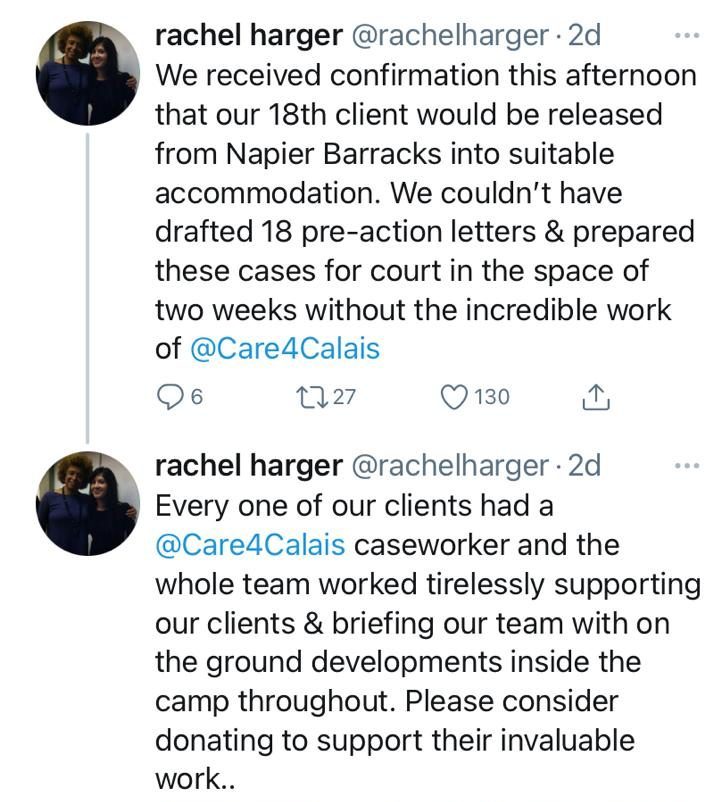 rachel harger @rachelharger · 2d ...
We received confirmation this afternoon
that our 18th client would be released
from Napier Barracks into suitable
accommodation. We couldn’t have
drafted 18 pre-action letters & prepared
these cases for court in the space of
two weeks without the incredible work
of @Care4Calais
6 27 130
rachel harger @rachelharger · 2d ...
Every one of our clients had a
@Care4Calais caseworker and the
whole team worked tirelessly supporting
our clients & briefing our team with on
the ground developments inside the
camp throughout. Please consider
donating to support their invaluable
work..